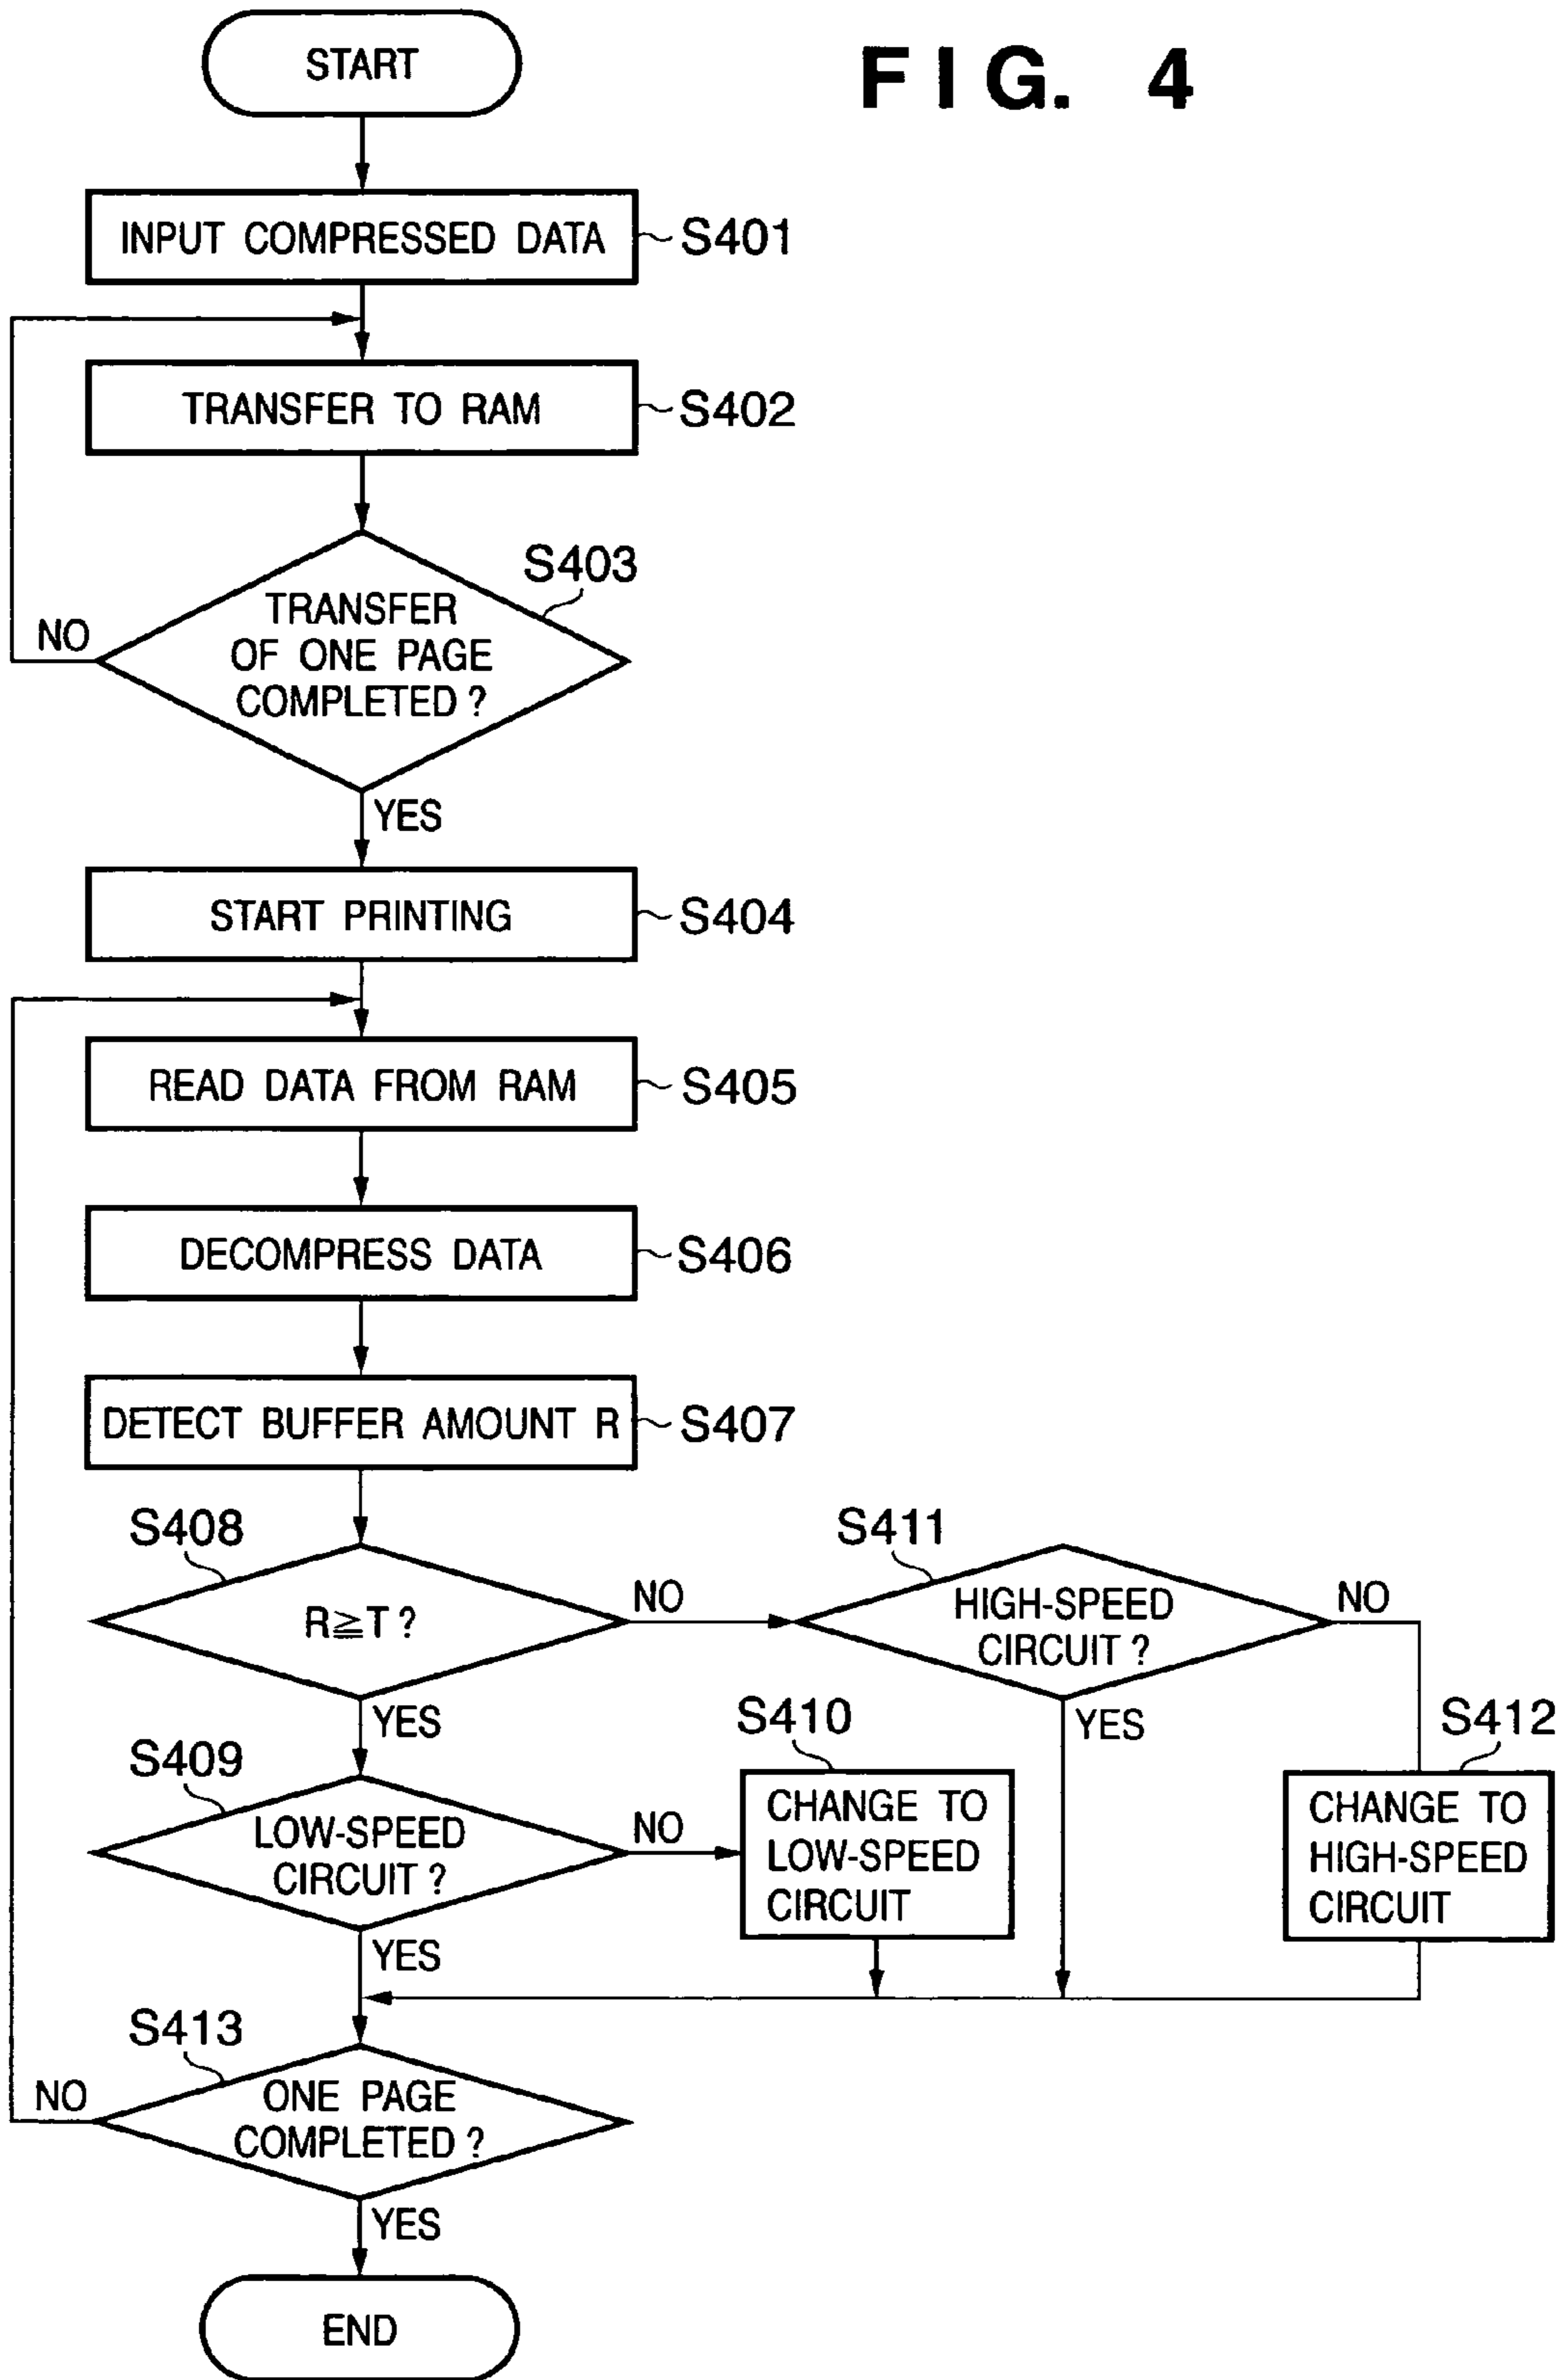 FIG. 4
START
INPUT COMPRESSED DATA
S401
TRANSFER TO RAM
S402
S403
TRANSFER
OF ONE PAGE
COMPLETED ?
NO
YES
START PRINTING
S404
READ DATA FROM RAM
S405
DECOMPRESS DATA
S406
DETECT BUFFER AMOUNT R
S407
S408
R≧T ?
NO
YES
S411
HIGH-SPEED
CIRCUIT ?
NO
YES
S409
LOW-SPEED
CIRCUIT ?
NO
YES
S410
CHANGE TO
LOW-SPEED
CIRCUIT
S412
CHANGE TO
HIGH-SPEED
CIRCUIT
S413
ONE PAGE
COMPLETED ?
NO
YES
END